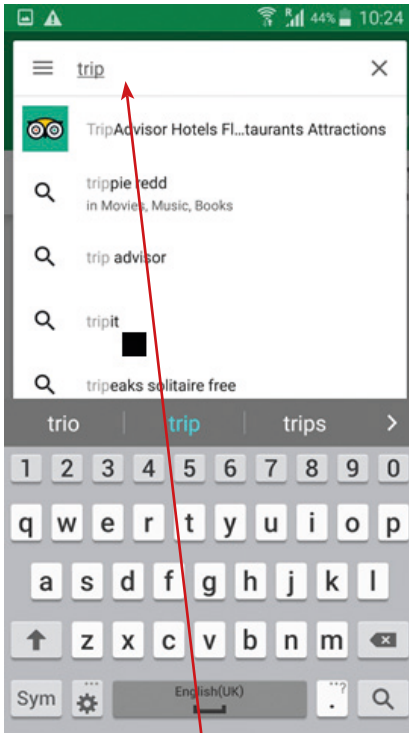 R 44% 10:24
trip
TripAdvisor Hotels Fl...taurants Attractions
trippie redd
in Movies, Music, Books
trip advisor
tripit
tripeaks solitaire free
trio trip trips
1 2 3 4 5 6 7 8 9 0
q w e r t y u i o p
a s d f g h j k l
z x c v b n m
Sym English(UK) ...? .